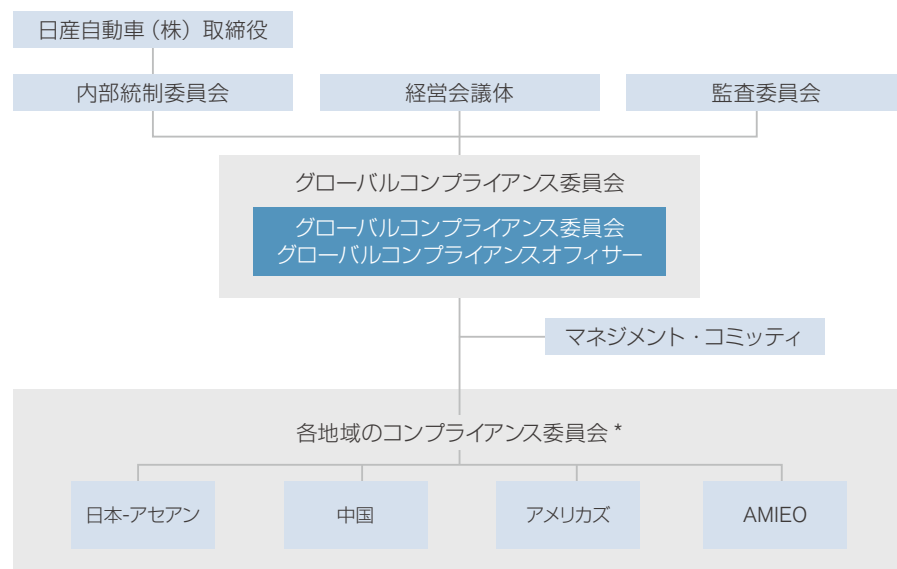 日産自動車（株）取締役
内部統制委員会
経営会議体
監査委員会
グローバルコンプライアンス委員会
グローバルコンプライアンス委員会
グローバルコンプライアンスオフィサー
マネジメント・コミッティ
各地域のコンプライアンス委員会*
日本-アセアン
中国
アメリカズ
AMIEO